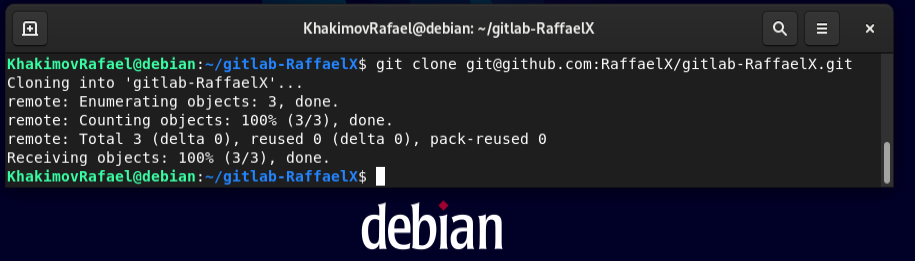 KhakimovRafael@debian: ~/gitlab-RaffaelX
KhakimovRafael@debian:~/gitlab-RaffaelX$ git clone git@github.com:RaffaelX/gitlab-RaffaelX.git
Cloning into 'gitlab-RaffaelX'...
remote: Enumerating objects: 3, done.
remote: Counting objects: 100% (3/3), done.
remote: Total 3 (delta 0), reused 0 (delta 0), pack-reused 0
Receiving objects: 100% (3/3), done.
KhakimovRafael@debian:~/gitlab-RaffaelX$
debian